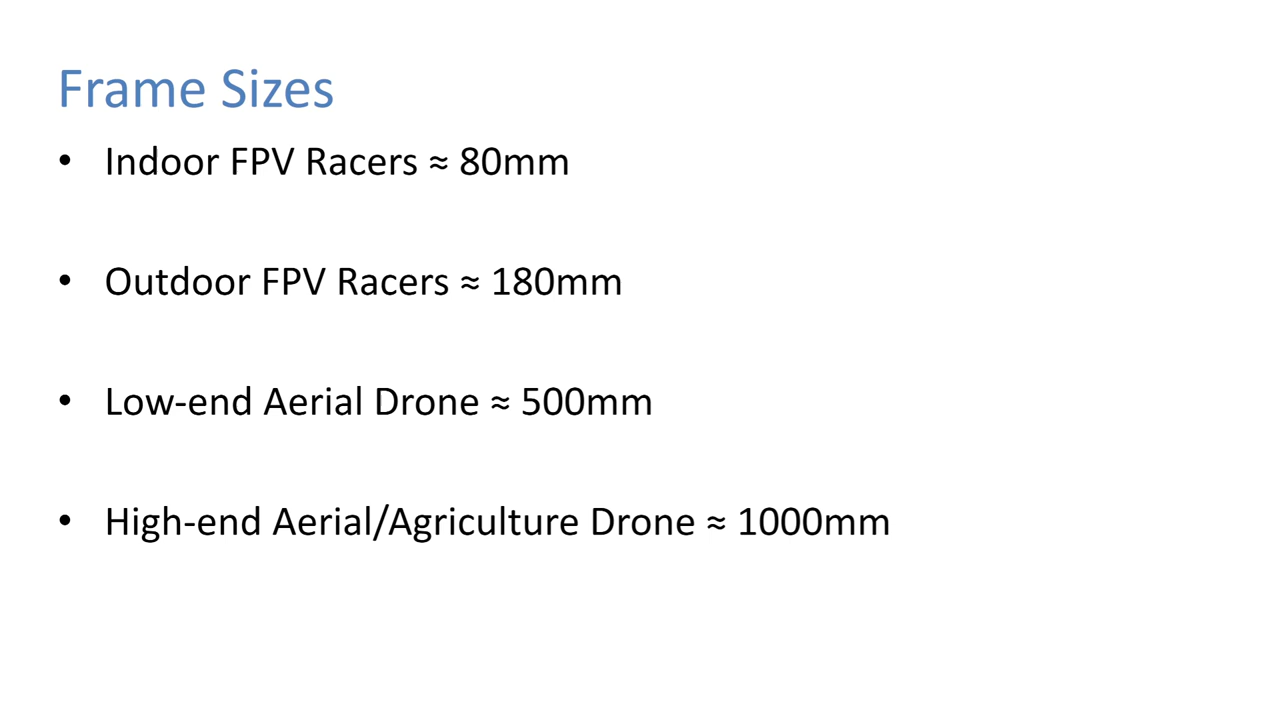 Frame Sizes
• Indoor FPV Racers ≈ 80mm
• Outdoor FPV Racers ≈ 180mm
• Low-end Aerial Drone ≈ 500mm
• High-end Aerial/Agriculture Drone ≈ 1000mm